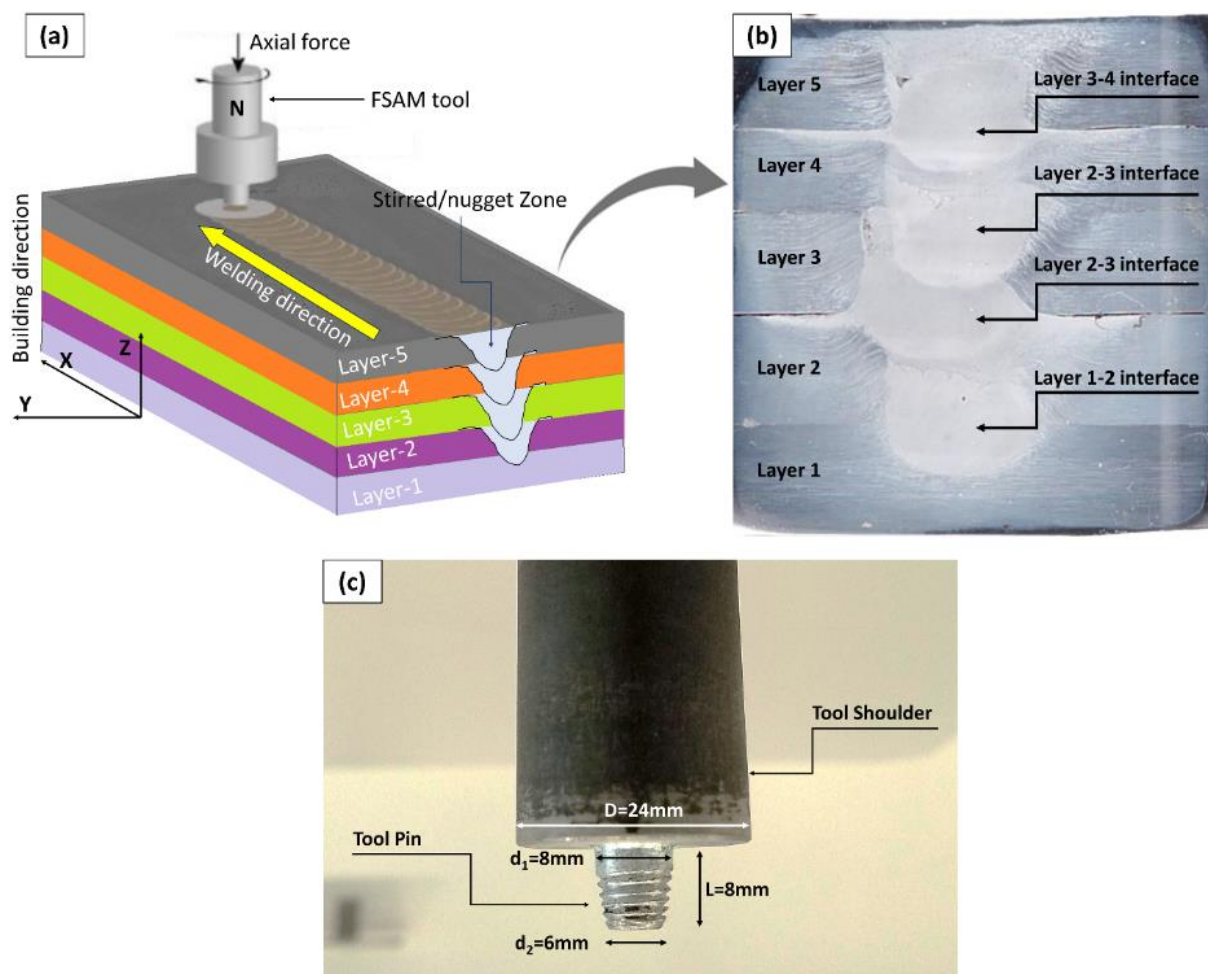 (a)
Axial force
N
FSAM tool
Stirred/nugget Zone
Building direction
Welding direction
Z
X
Y
Layer-5
Layer-4
Layer-3
Layer-2
Layer-1
(b)
Layer 5
Layer 3-4 interface
Layer 4
Layer 2-3 interface
Layer 3
Layer 2-3 interface
Layer 2
Layer 1-2 interface
Layer 1
(c)
Tool Shoulder
D=24mm
Tool Pin
d₁=8mm
L=8mm
d₂=6mm